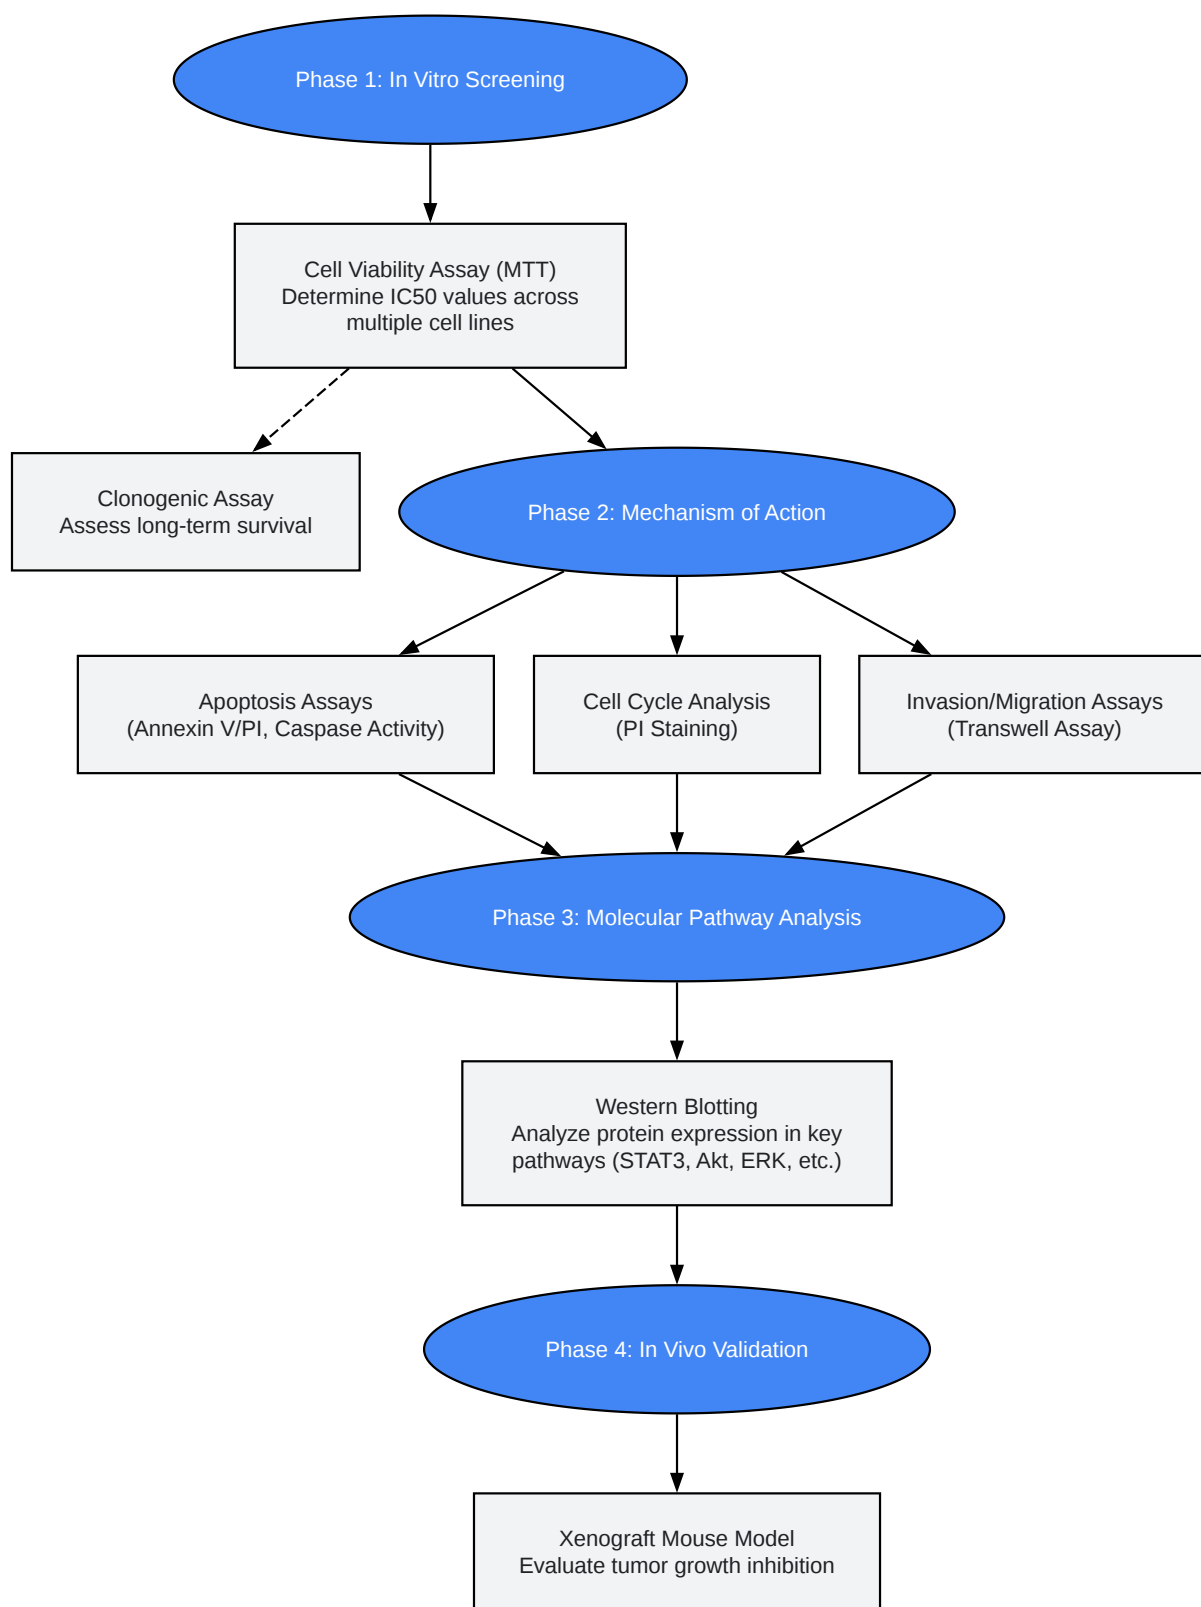 Phase 1: In Vitro Screening
Cell Viability Assay (MTT)
Determine IC50 values across
multiple cell lines
Clonogenic Assay
Assess long-term survival
Phase 2: Mechanism of Action
Apoptosis Assays
(Annexin V/PI, Caspase Activity)
Cell Cycle Analysis
(PI Staining)
Invasion/Migration Assays
(Transwell Assay)
Phase 3: Molecular Pathway Analysis
Western Blotting
Analyze protein expression in key
pathways (STAT3, Akt, ERK, etc.)
Phase 4: In Vivo Validation
Xenograft Mouse Model
Evaluate tumor growth inhibition